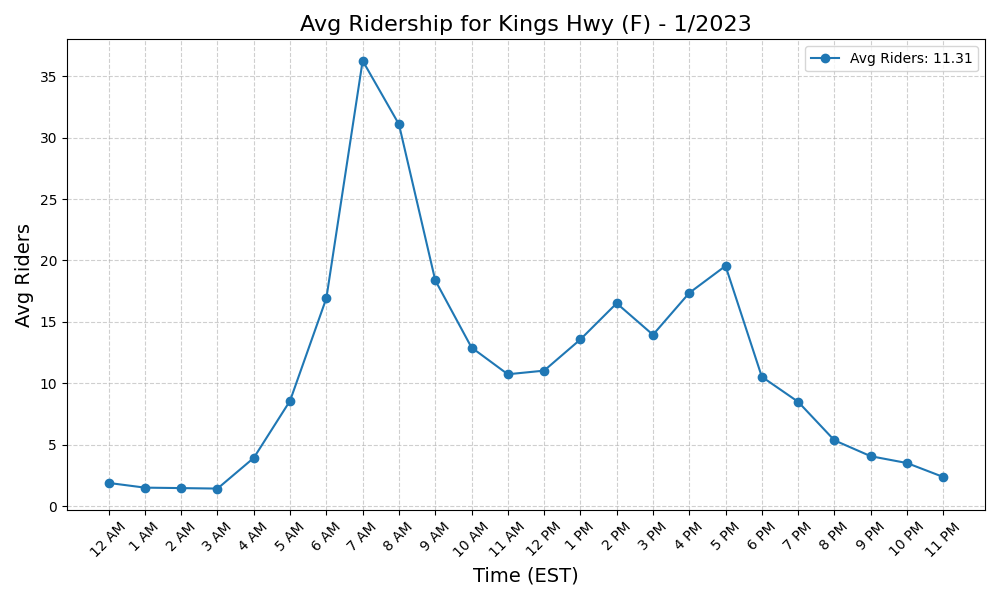 Avg Ridership for Kings Hwy (F) - 1/2023
Avg Riders: 11.31
Avg Riders
35
30
25
20
15
10
5
0
12 AM
1 AM
2 AM
3 AM
4 AM
5 AM
6 AM
7 AM
8 AM
9 AM
10 AM
11 AM
12 PM
1 PM
2 PM
3 PM
4 PM
5 PM
6 PM
7 PM
8 PM
9 PM
10 PM
11 PM
Time (EST)